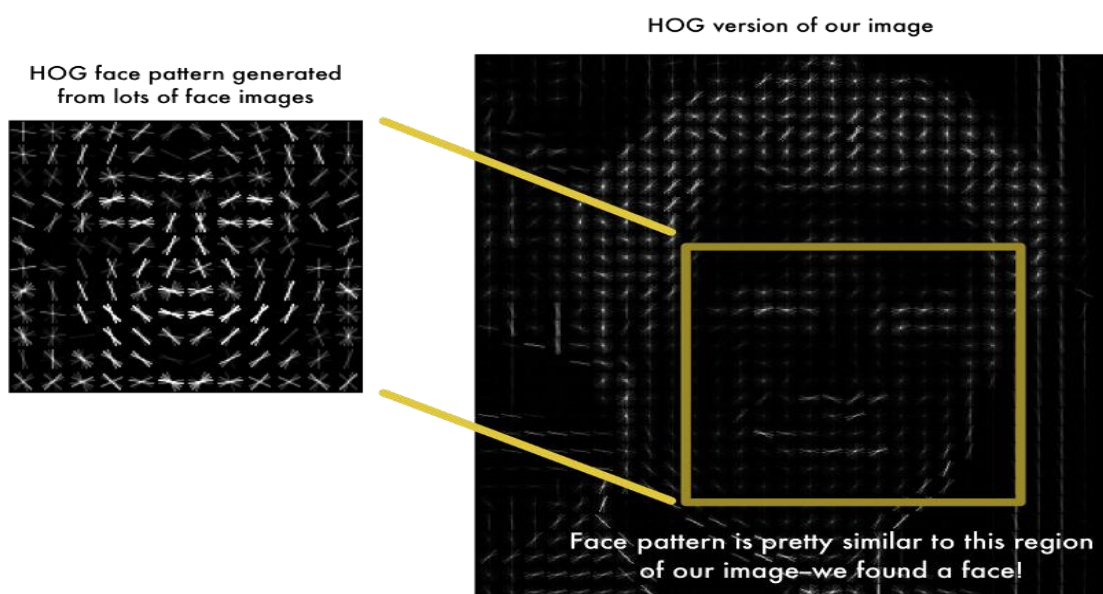 HOG version of our image
HOG face pattern generated
from lots of face images
Face pattern is pretty similar to this region
of our image–we found a face!